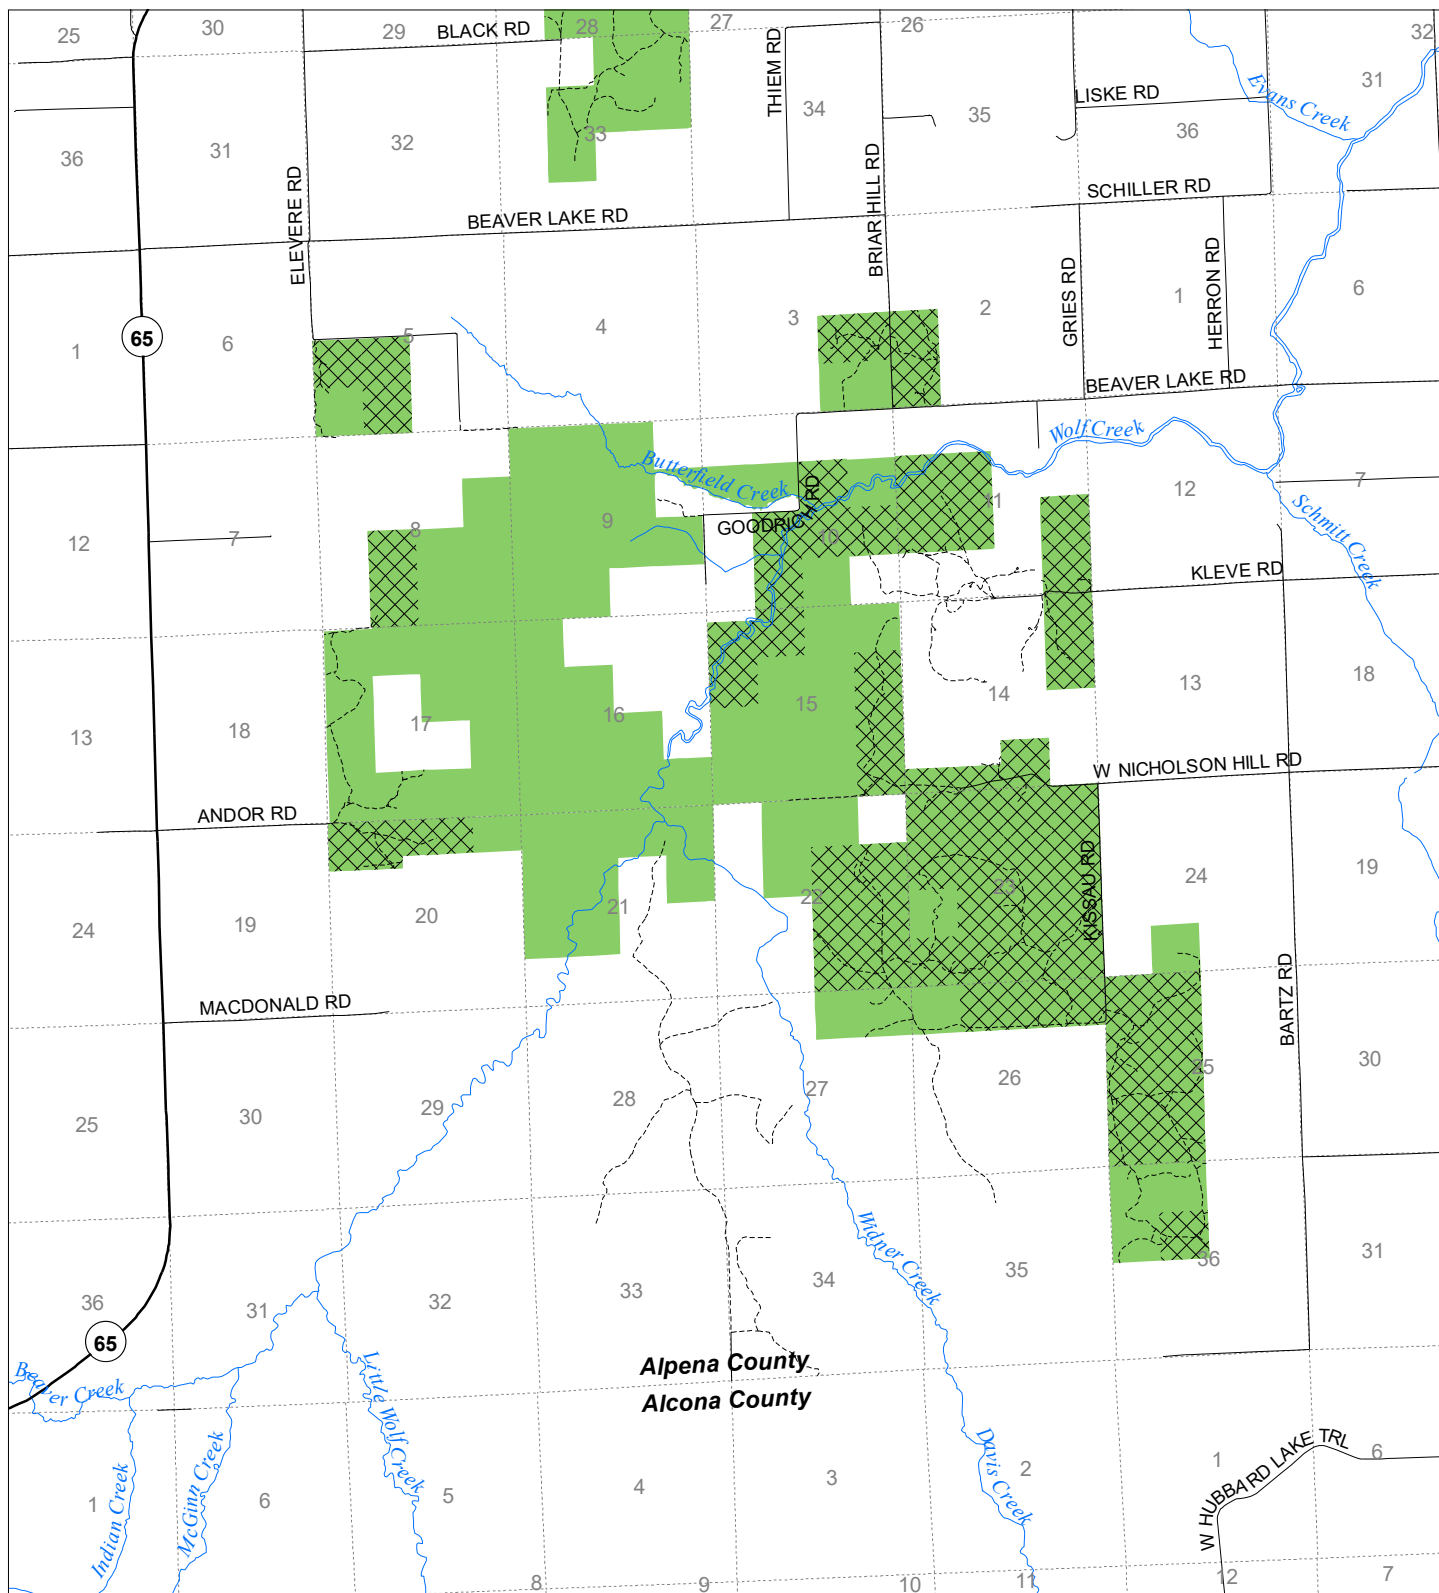 25
30
29
BLACK RD
28
27
26
32
36
31
32
33
THIEM RD
34
35
LISKE RD
36
Evans Creek
31
ELEVERE RD
BEAVER LAKE RD
BRIAR HILL RD
SCHILLER RD
1
65
6
5
4
3
2
GRIES RD
1
HERRON RD
6
BEAVER LAKE RD
12
7
8
9
Butterfield Creek
GOODRICH RD
10
11
Wolf Creek
12
7
Schmitt Creek
KLEVE RD
13
18
17
16
15
14
13
18
W NICHOLSON HILL RD
ANDOR RD
24
19
20
21
22
23
KISSAU RD
24
19
MACDONALD RD
BARTZ RD
25
30
29
28
27
26
25
30
36
31
32
33
34
Widner Creek
35
36
31
65
Beaver Creek
Alpena County
Alcona County
Little Wolf Creek
1
Indian Creek
McGinn Creek
6
5
4
3
Davis Creek
2
1
W HUBBARD LAKE TRL
6
8
9
10
11
12
7